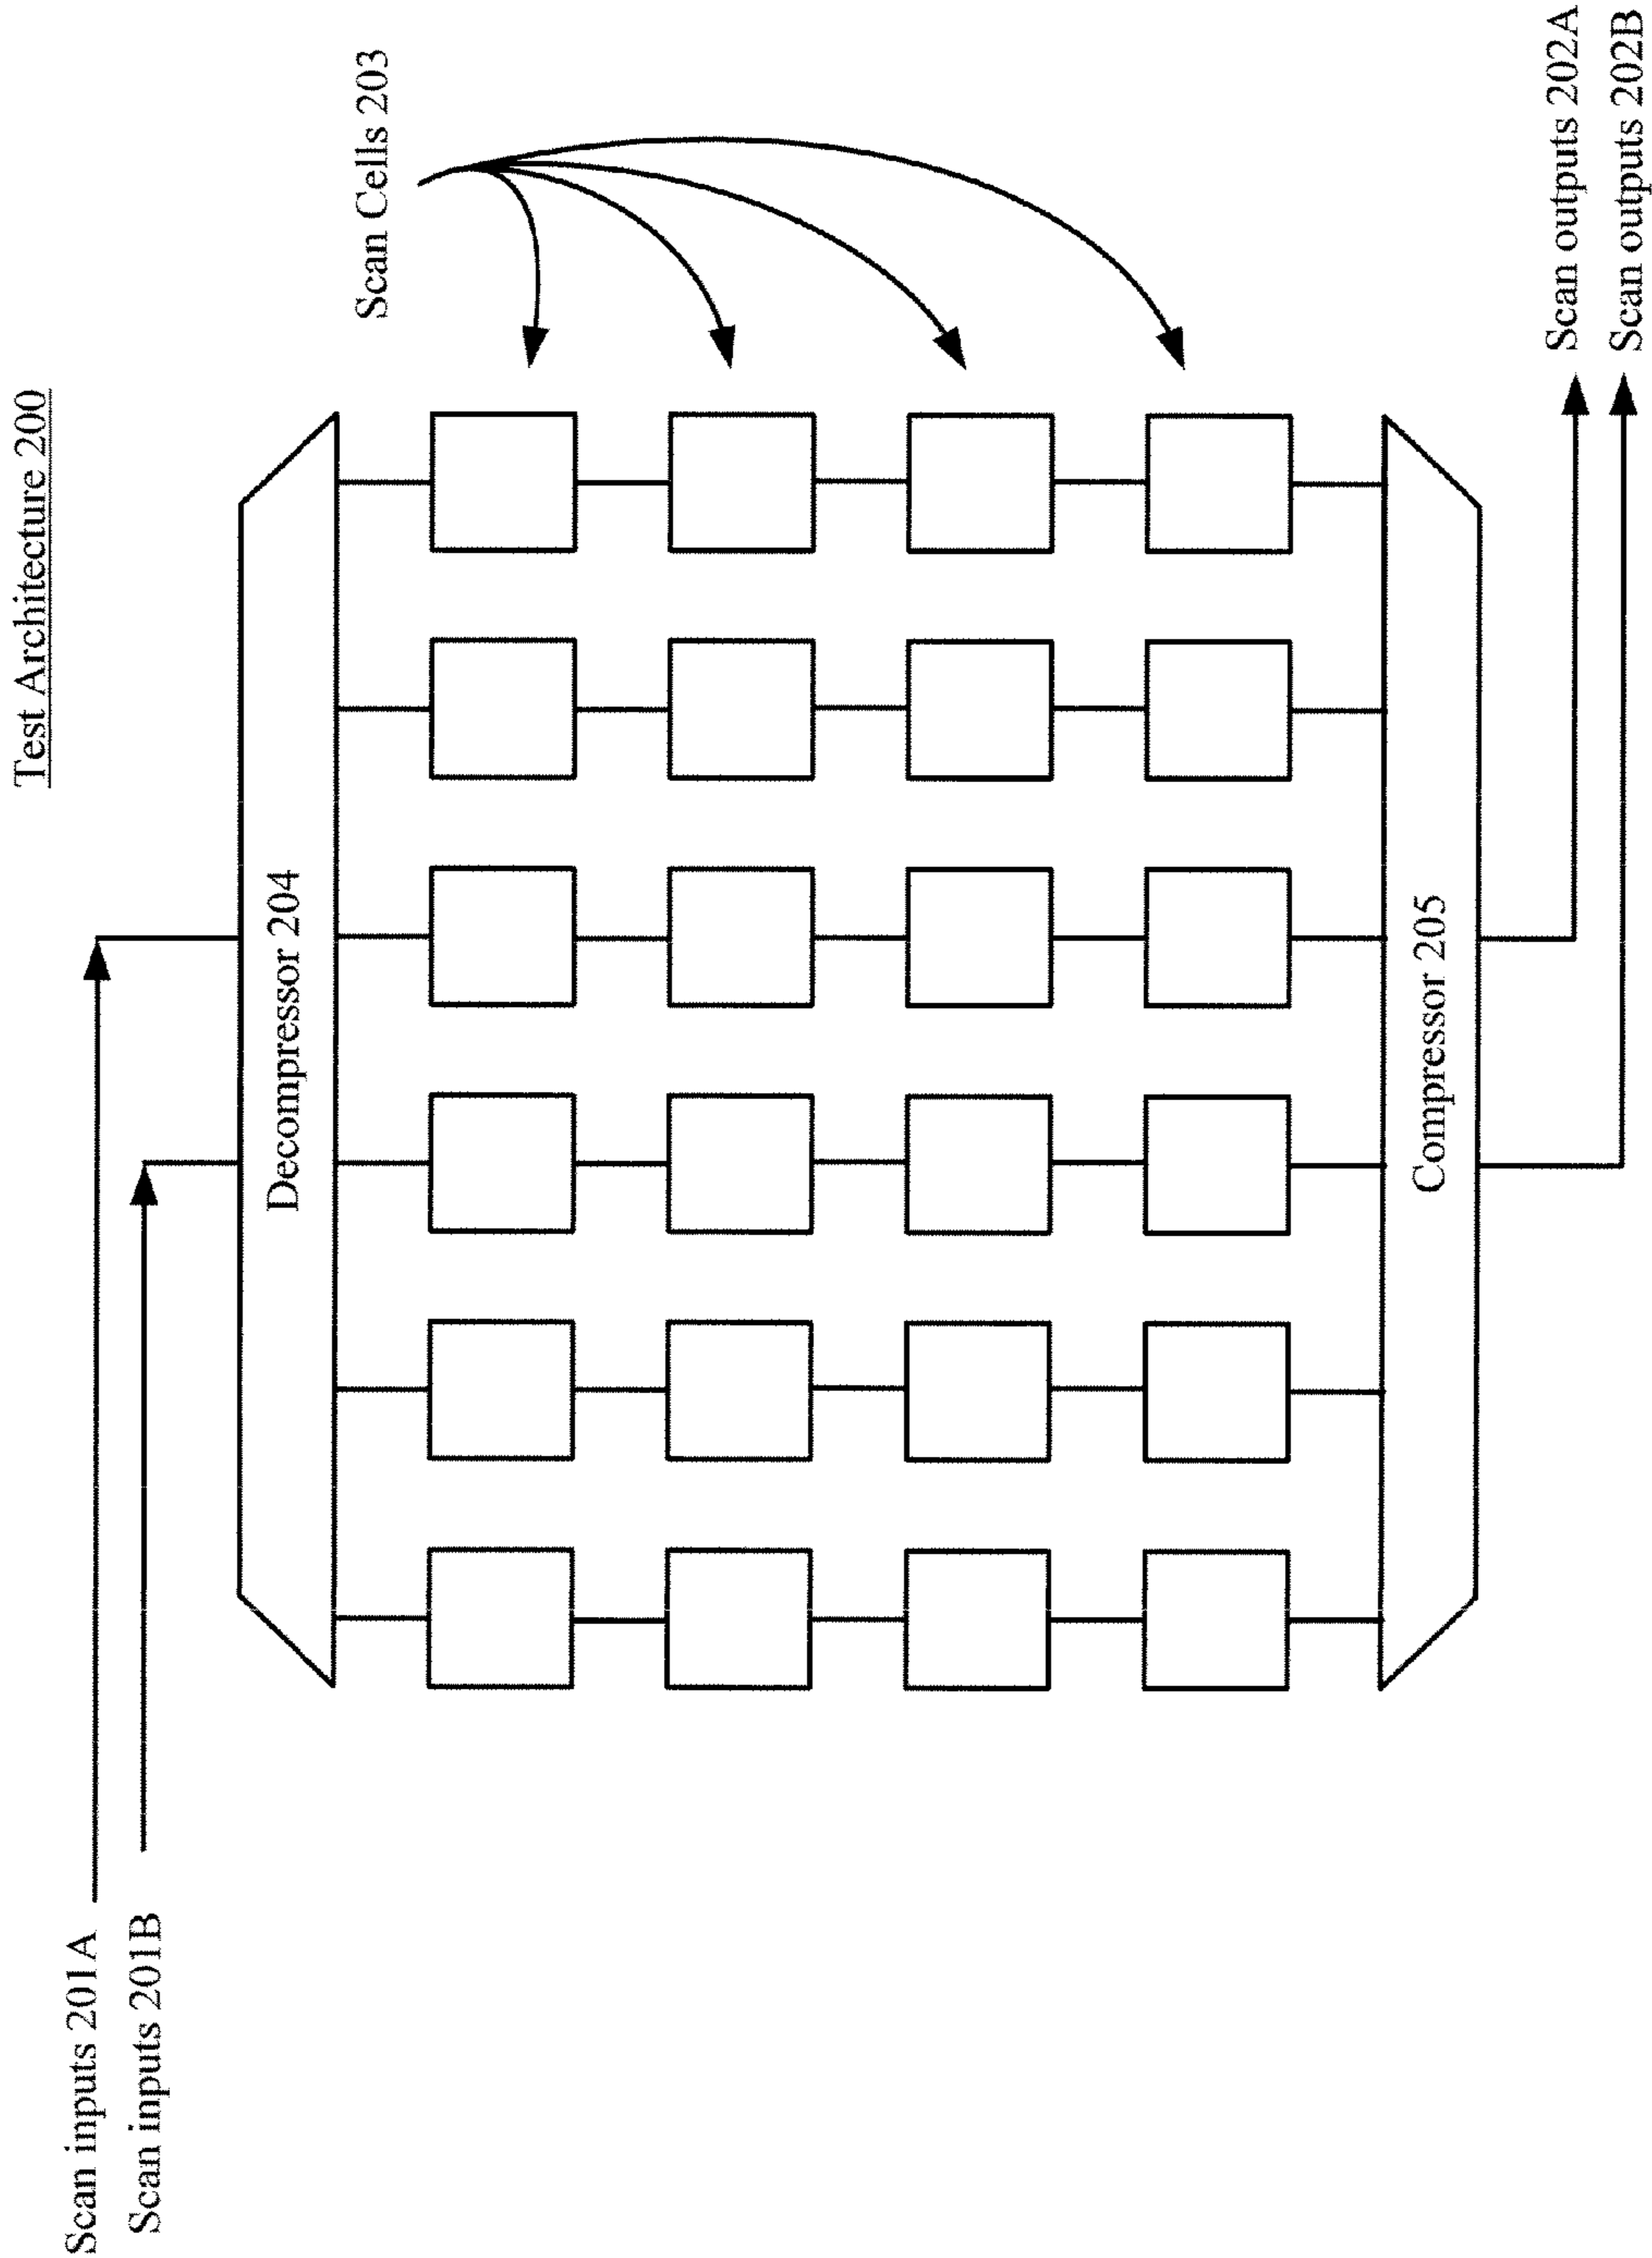 Test Architecture 200
Scan inputs 201A
Scan inputs 201B
Decompressor 204
Scan Cells 203
Compressor 205
Scan outputs 202A
Scan outputs 202B